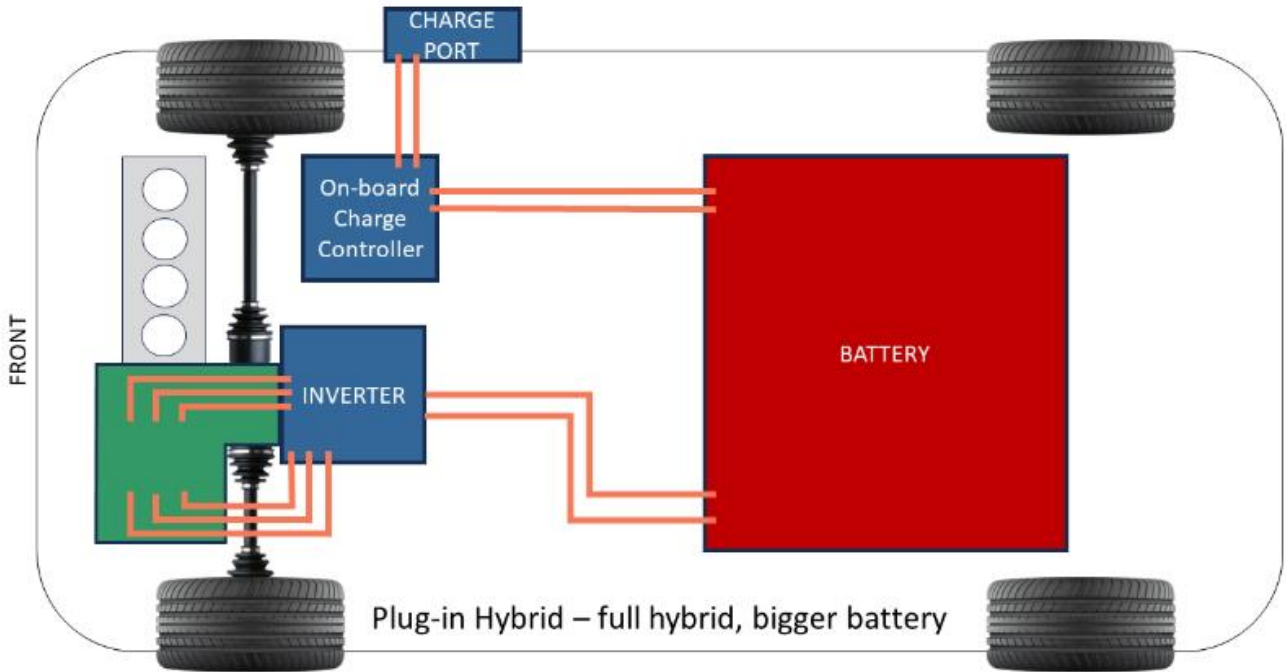 CHARGE
PORT
On-board
Charge
Controller
FRONT
INVERTER
BATTERY
Plug-in Hybrid – full hybrid, bigger battery